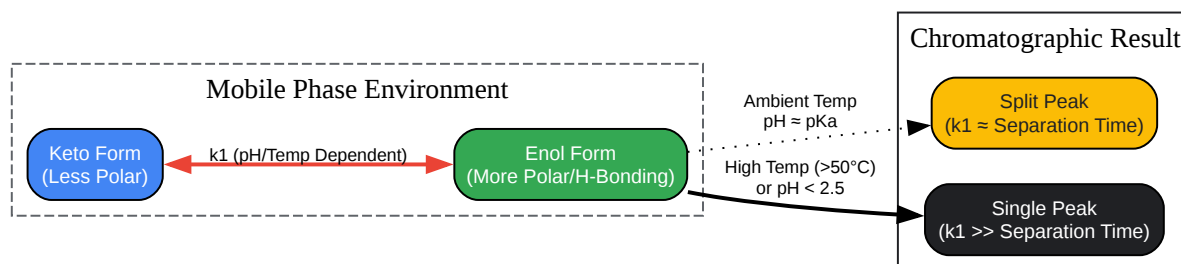 Chromatographic Result
Mobile Phase Environment
Keto Form
(Less Polar)
k1 (pH/Temp Dependent)
Enol Form
(More Polar/H-Bonding)
Ambient Temp
pH ≈ pKa
High Temp (>50°C)
or pH < 2.5
Split Peak
(k1 ≈ Separation Time)
Single Peak
(k1 >> Separation Time)